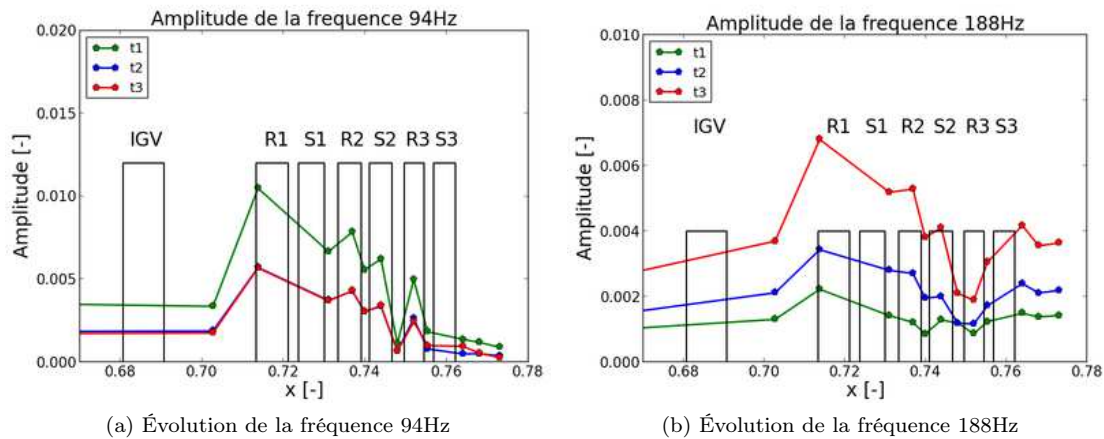 Amplitude de la frequence 94Hz
0.020
0.015
0.010
0.005
0.000
Amplitude [-]
t1
t2
t3
IGV R1 S1 R2 S2 R3 S3
0.68 0.70 0.72 0.74 0.76 0.78
x [-]
(a) Évolution de la fréquence 94Hz
Amplitude de la frequence 188Hz
0.010
0.008
0.006
0.004
0.002
0.000
Amplitude [-]
t1
t2
t3
IGV R1 S1 R2 S2 R3 S3
0.68 0.70 0.72 0.74 0.76 0.78
x [-]
(b) Évolution de la fréquence 188Hz